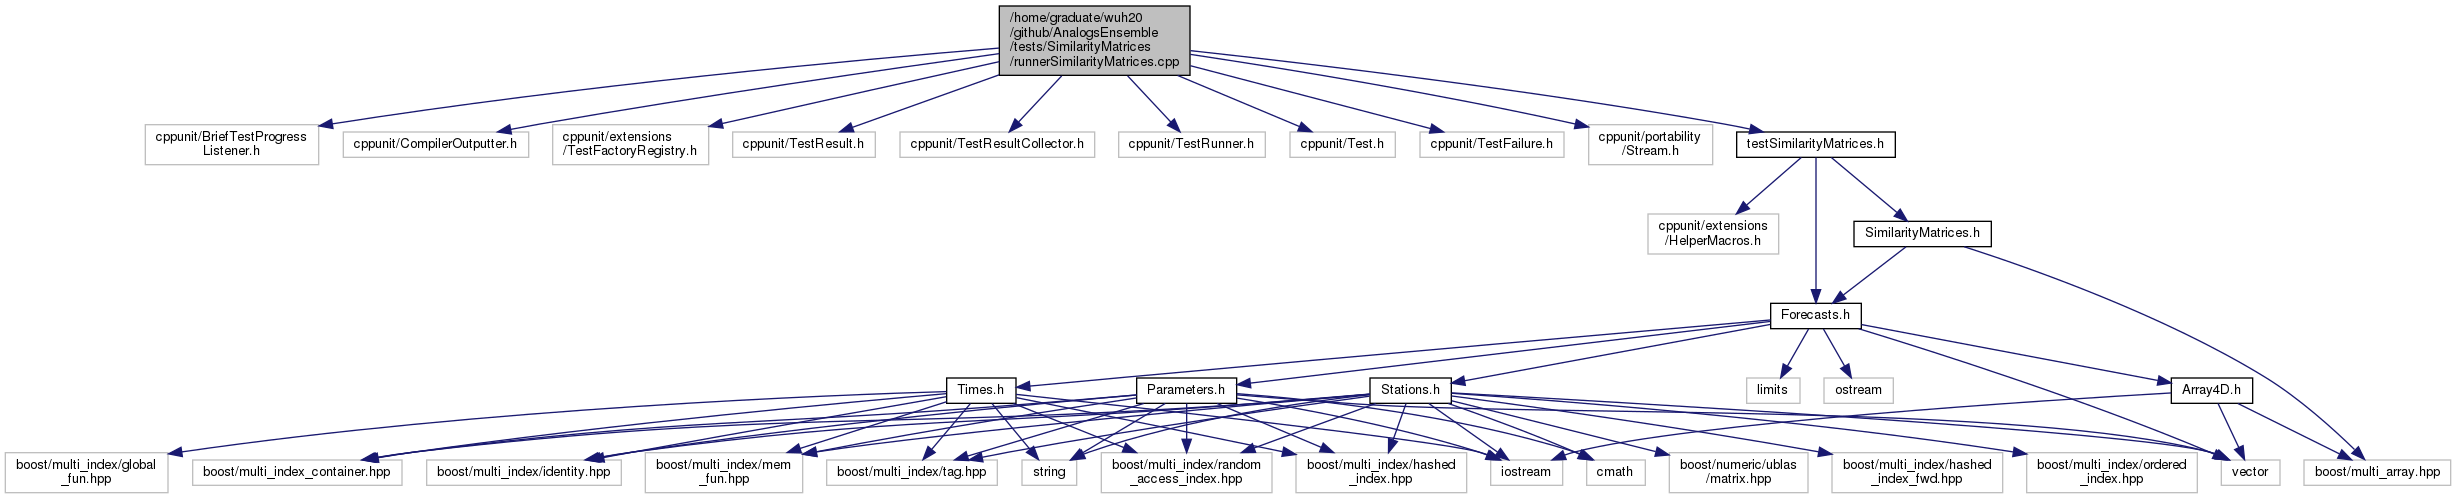 /home/graduate/wuh20
/github/AnalogsEnsemble
/tests/SimilarityMatrices
/runnerSimilarityMatrices.cpp
cppunit/BriefTestProgress
Listener.h
cppunit/CompilerOutputter.h
cppunit/extensions
/TestFactoryRegistry.h
cppunit/TestResult.h
cppunit/TestResultCollector.h
cppunit/TestRunner.h
cppunit/Test.h
cppunit/TestFailure.h
cppunit/portability
/Stream.h
testSimilarityMatrices.h
cppunit/extensions
/HelperMacros.h
SimilarityMatrices.h
Forecasts.h
Times.h
Parameters.h
Stations.h
limits
ostream
Array4D.h
boost/multi_index/global
_fun.hpp
boost/multi_index_container.hpp
boost/multi_index/identity.hpp
boost/multi_index/mem
_fun.hpp
boost/multi_index/tag.hpp
string
boost/multi_index/random
_access_index.hpp
boost/multi_index/hashed
_index.hpp
iostream
cmath
boost/numeric/ublas
/matrix.hpp
boost/multi_index/hashed
_index_fwd.hpp
boost/multi_index/ordered
_index.hpp
vector
boost/multi_array.hpp